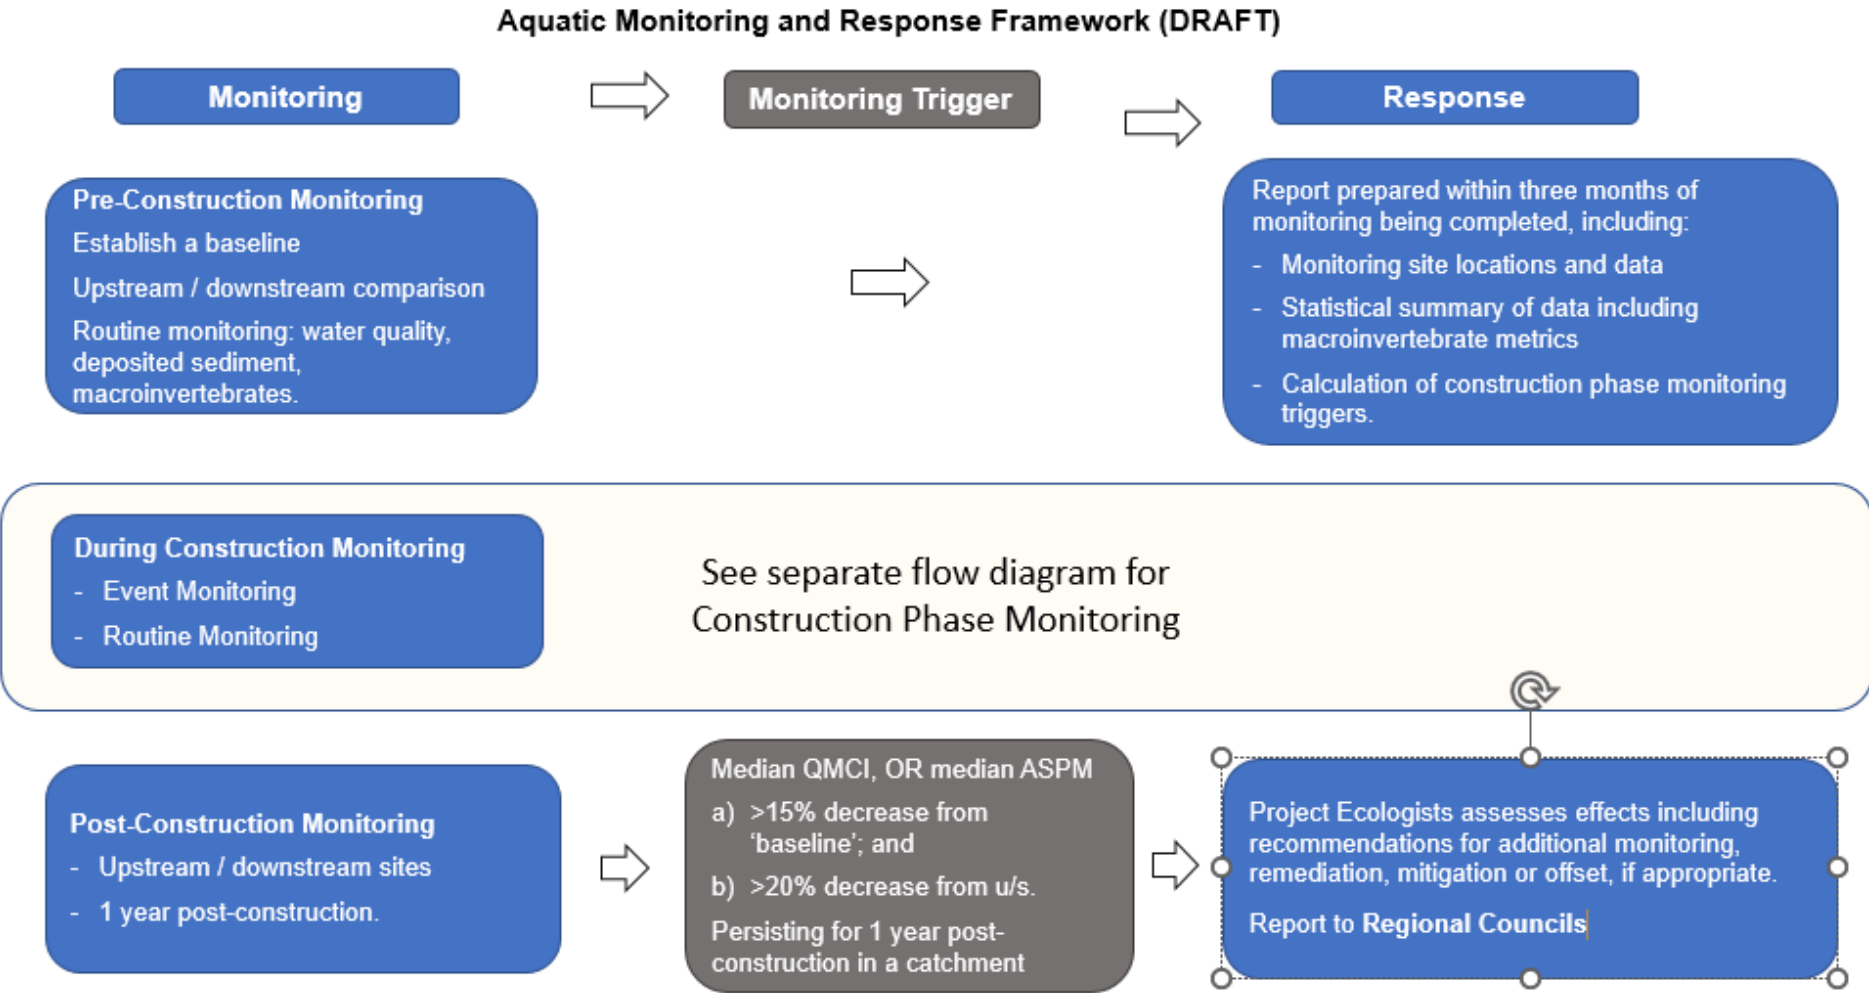 Aquatic Monitoring and Response Framework (DRAFT)
Monitoring
Monitoring Trigger
Response
Pre-Construction Monitoring
Establish a baseline
Upstream / downstream comparison
Routine monitoring: water quality,
deposited sediment,
macroinvertebrates.
Report prepared within three months of
monitoring being completed, including:
- Monitoring site locations and data
- Statistical summary of data including
macroinvertebrate metrics
- Calculation of construction phase monitoring
triggers.
During Construction Monitoring
- Event Monitoring
- Routine Monitoring
See separate flow diagram for
Construction Phase Monitoring
Post-Construction Monitoring
- Upstream / downstream sites
- 1 year post-construction.
Median QMCI, OR median ASPM
a) >15% decrease from
‘baseline’; and
b) >20% decrease from u/s.
Persisting for 1 year post-
construction in a catchment
Project Ecologists assesses effects including
recommendations for additional monitoring,
remediation, mitigation or offset, if appropriate.
Report to Regional Councils